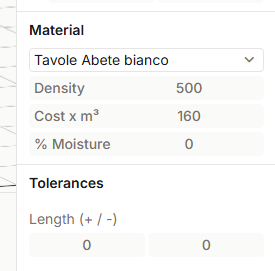 Material
Tavole Abete bianco
Density 500
Cost x m³ 160
% Moisture 0
Tolerances
Length (+ / -)
0 0